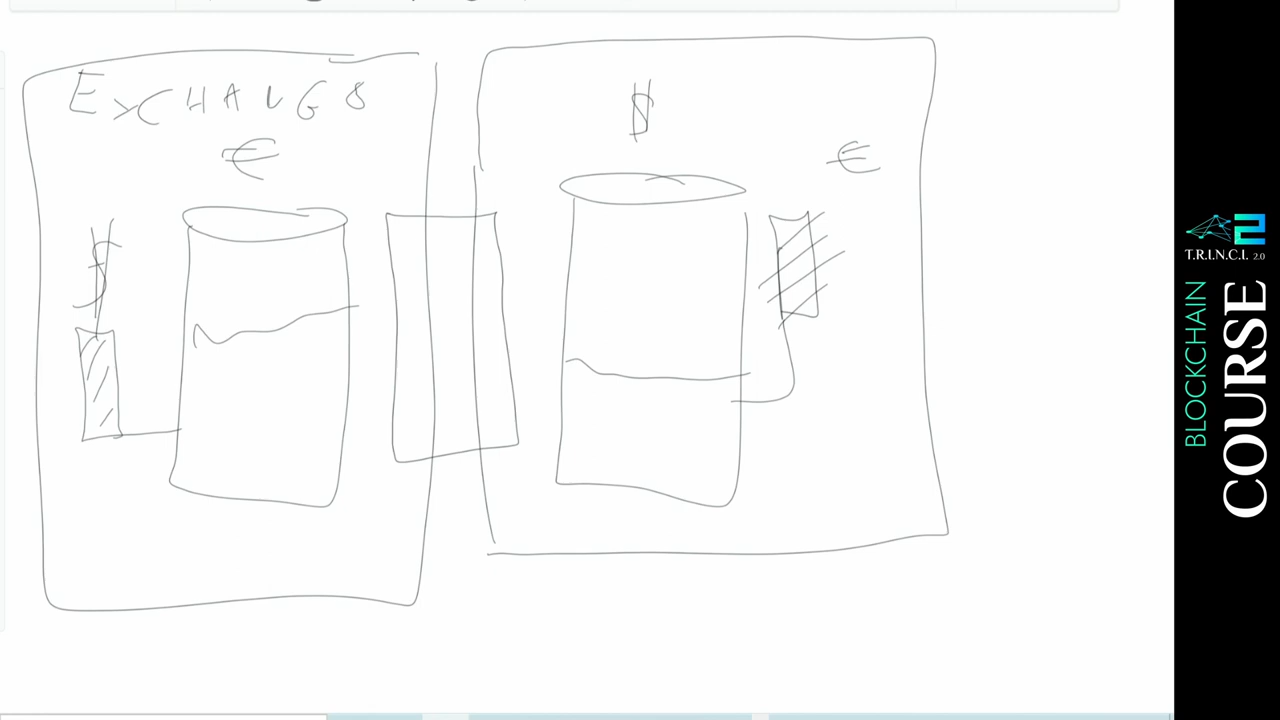 EXCHANGE
€
$
$
€
T.R.I.N.C.I. 2.0
BLOCKCHAIN
COURSE